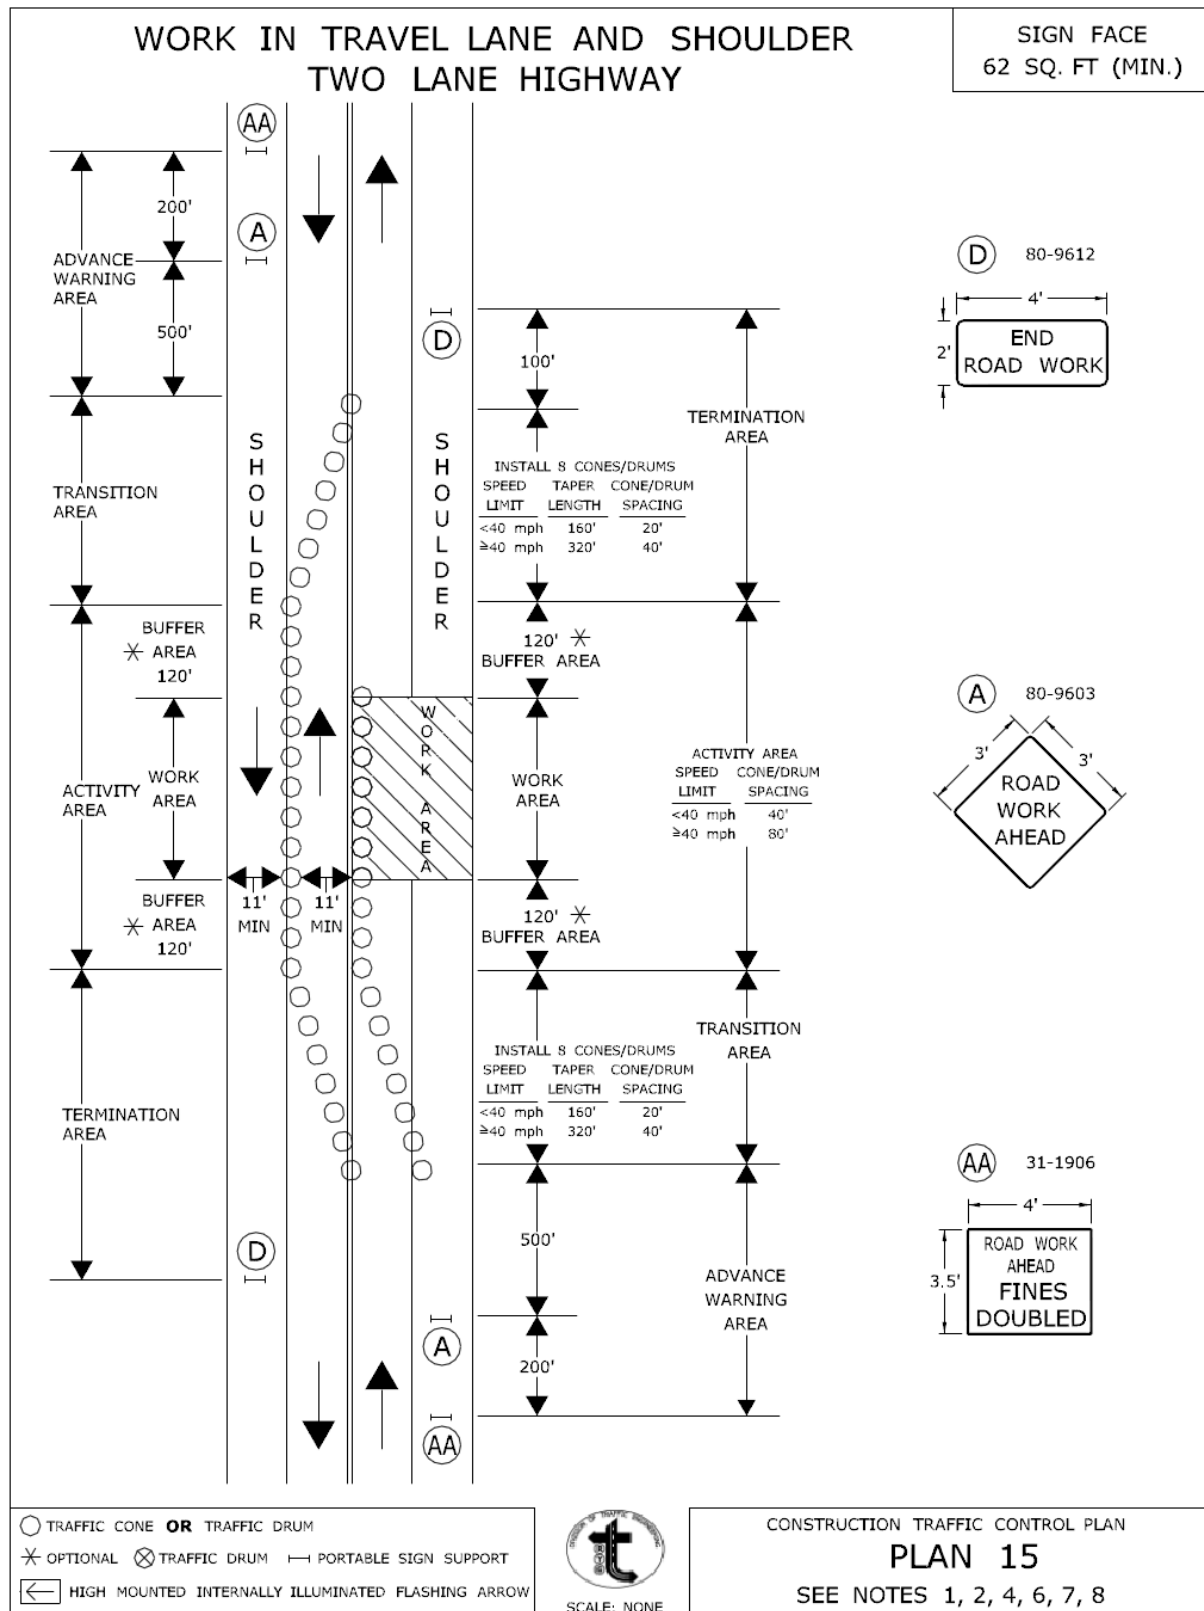 WORK IN TRAVEL LANE AND SHOULDER
TWO LANE HIGHWAY
SIGN FACE
62 SQ. FT (MIN.)
AA
200'
A
ADVANCE
WARNING
AREA
500'
D
100'
TERMINATION
AREA
SHOULDER
SHOULDER
TRANSITION
AREA
INSTALL 8 CONES/DRUMS
SPEED TAPER CONE/DRUM
LIMIT LENGTH SPACING
<40 mph 160' 20'
≧40 mph 320' 40'
BUFFER
* AREA
120'
120' *
BUFFER AREA
WORK AREA
ACTIVITY
AREA
WORK
AREA
WORK
AREA
ACTIVITY AREA
SPEED CONE/DRUM
LIMIT SPACING
<40 mph 40'
≧40 mph 80'
BUFFER
* AREA
120'
11'
MIN
11'
MIN
120' *
BUFFER AREA
TRANSITION
AREA
INSTALL 8 CONES/DRUMS
SPEED TAPER CONE/DRUM
LIMIT LENGTH SPACING
<40 mph 160' 20'
≧40 mph 320' 40'
TERMINATION
AREA
D
500'
ADVANCE
WARNING
AREA
A
200'
AA
D 80-9612
4'
2'
END
ROAD WORK
A 80-9603
3'
3'
ROAD
WORK
AHEAD
AA 31-1906
4'
3.5'
ROAD WORK
AHEAD
FINES
DOUBLED
TRAFFIC CONE OR TRAFFIC DRUM
* OPTIONAL TRAFFIC DRUM PORTABLE SIGN SUPPORT
HIGH MOUNTED INTERNALLY ILLUMINATED FLASHING ARROW
DIVISION OF TRAFFIC ENGINEERING
SCALE: NONE
CONSTRUCTION TRAFFIC CONTROL PLAN
PLAN 15
SEE NOTES 1, 2, 4, 6, 7, 8